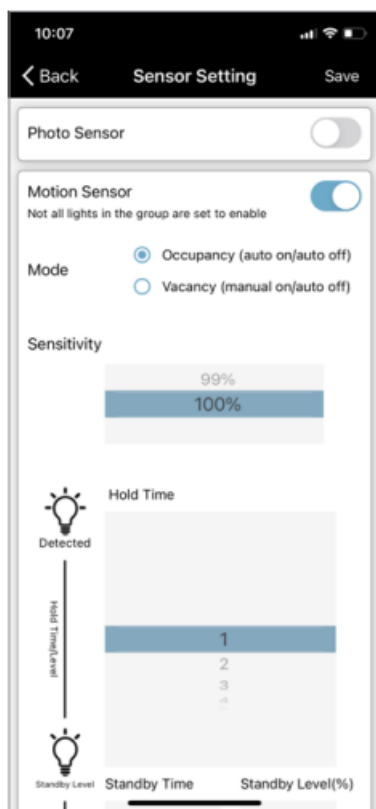 10:07
Back Sensor Setting Save
Photo Sensor
Motion Sensor
Not all lights in the group are set to enable
Mode
Occupancy (auto on/auto off)
Vacancy (manual on/auto off)
Sensitivity
99%
100%
Hold Time
Detected
Hold Time/Level
1
2
3
4
Standby Level
Standby Time Standby Level(%)